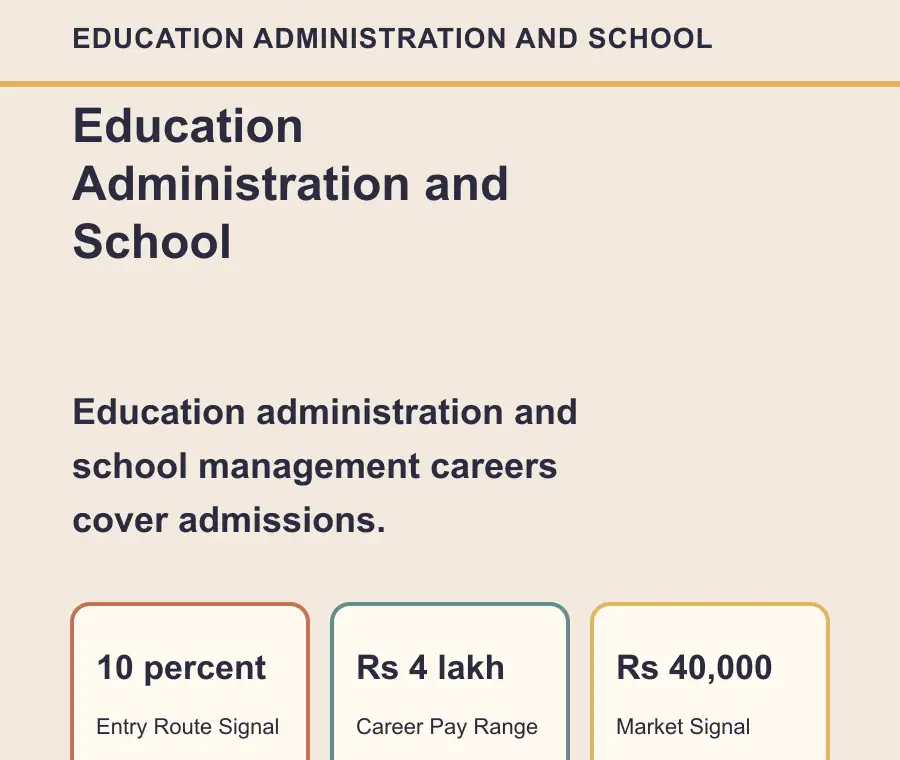 EDUCATION ADMINISTRATION AND SCHOOL
Education
Administration and
School
Education administration and
school management careers
cover admissions.
10 percent
Entry Route Signal
Rs 4 lakh
Career Pay Range
Rs 40,000
Market Signal